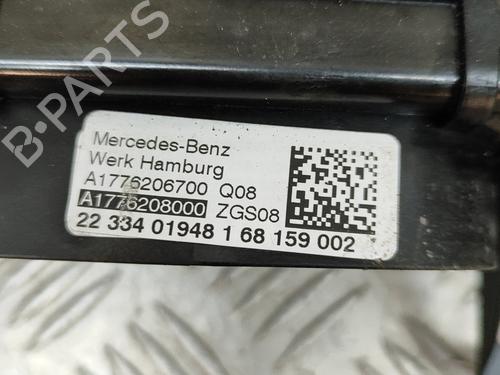 B-PARTS
Mercedes-Benz
Werk Hamburg
A1776206700 Q08
A1776208000 ZGS08
22 334 01948 1 68 159 002